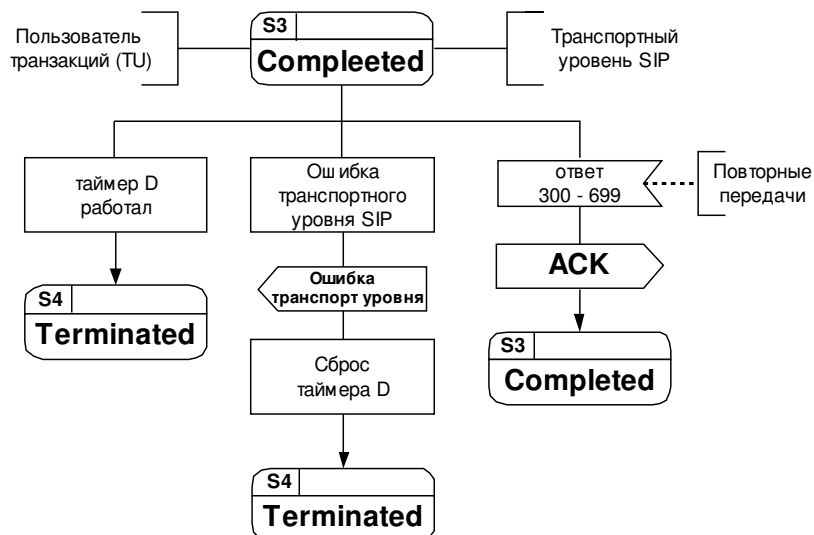 Пользователь
транзакций (TU)
S3
Compleeted
Транспортный
уровень SIP
таймер D
работал
Ошибка
транспортного
уровня SIP
ответ
300 - 699
Повторные
передачи
S4
Terminated
Ошибка
транспорт уровня
ACK
Сброс
таймера D
S3
Completed
S4
Terminated